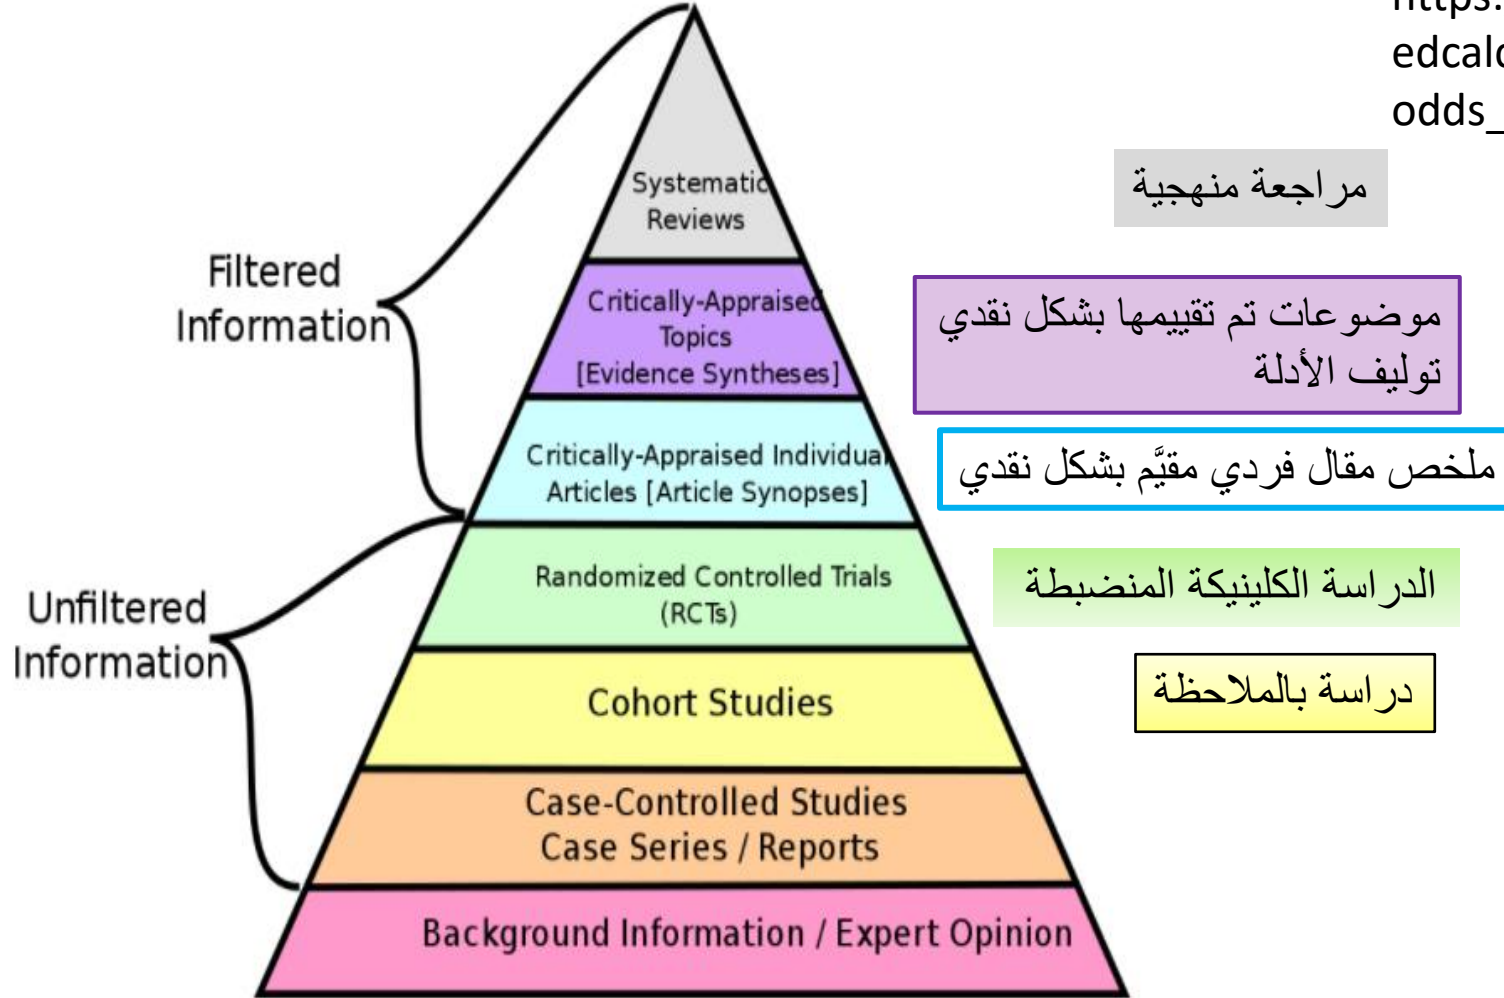 https:
edcalc
odds_
Systematic
Reviews
مراجعة منهجية
Filtered
Information
Critically-Appraised
Topics
[Evidence Syntheses]
موضوعات تم تقييمها بشكل نقدي
توليف الأدلة
Critically-Appraised Individual
Articles [Article Synopses]
ملخص مقال فردي مقيَّم بشكل نقدي
Randomized Controlled Trials
(RCTs)
الدراسة الكلينيكة المنضبطة
Unfiltered
Information
Cohort Studies
دراسة بالملاحظة
Case-Controlled Studies
Case Series / Reports
Background Information / Expert Opinion